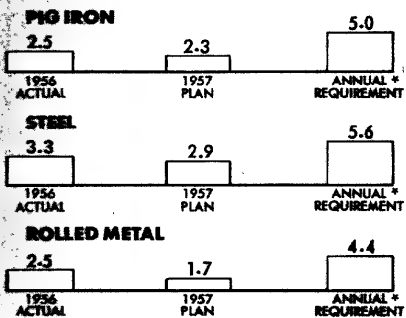 PIG IRON
2.5 2.3 5.0
1956 1957 ANNUAL *
ACTUAL PLAN REQUIREMENT
STEEL
3.3 2.9 5.6
1956 1957 ANNUAL *
ACTUAL PLAN REQUIREMENT
ROLLED METAL
2.5 1.7 4.4
1956 1957 ANNUAL *
ACTUAL PLAN REQUIREMENT